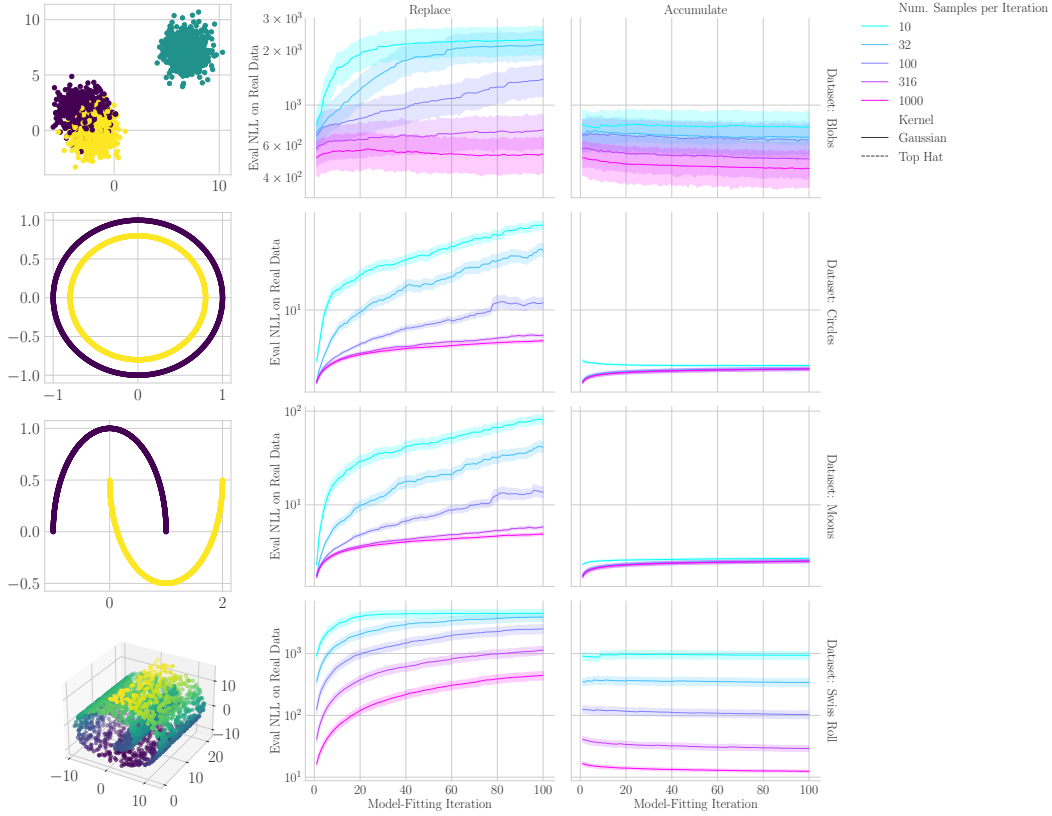 Replace
Accumulate
Num. Samples per Iteration
10
32
100
316
1000
Kernel
Gaussian
Top Hat
10
5
0
0
10
Eval NLL on Real Data
3 × 10³
2 × 10³
10³
6 × 10²
4 × 10²
Dataset: Blobs
1.0
0.5
0.0
−0.5
−1.0
−1
0
1
Eval NLL on Real Data
10¹
Dataset: Circles
1.0
0.5
0.0
−0.5
0
2
Eval NLL on Real Data
10²
10¹
Dataset: Moons
10
0
−10
20
10
0
−10
0
10
Eval NLL on Real Data
10³
10²
10¹
Dataset: Swiss Roll
0
20
40
60
80
100
Model-Fitting Iteration
0
20
40
60
80
100
Model-Fitting Iteration